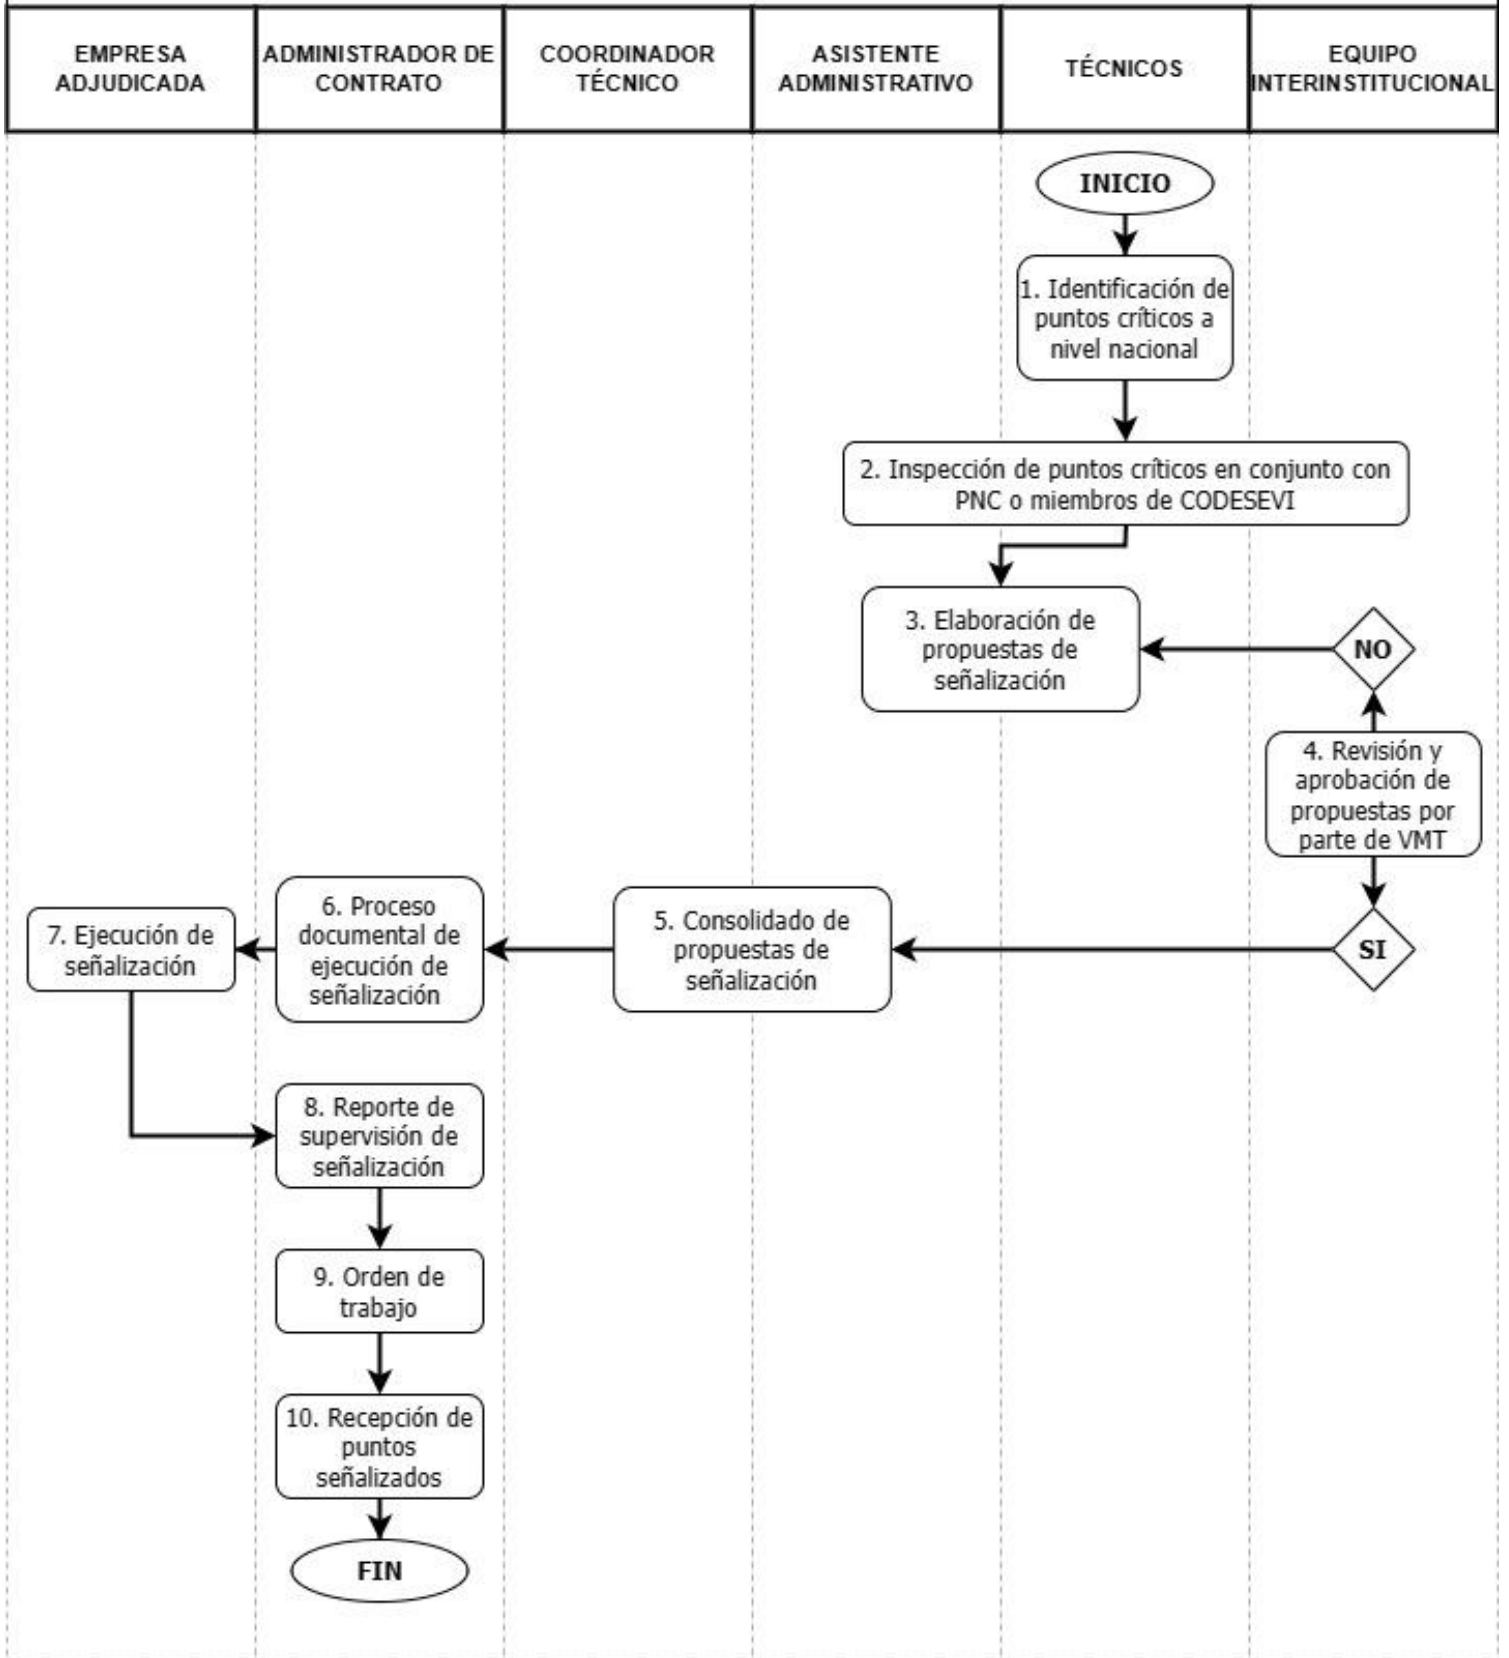 EMPRESA
ADJUDICADA
ADMINISTRADOR DE
CONTRATO
COORDINADOR
TÉCNICO
ASISTENTE
ADMINISTRATIVO
TÉCNICOS
EQUIPO
INTERINSTITUCIONAL
INICIO
1. Identificación de
puntos críticos a
nivel nacional
2. Inspección de puntos críticos en conjunto con
PNC o miembros de CODESEVI
3. Elaboración de
propuestas de
señalización
NO
4. Revisión y
aprobación de
propuestas por
parte de VMT
SI
5. Consolidado de
propuestas de
señalización
6. Proceso
documental de
ejecución de
señalización
7. Ejecución de
señalización
8. Reporte de
supervisión de
señalización
9. Orden de
trabajo
10. Recepción de
puntos
señalizados
FIN